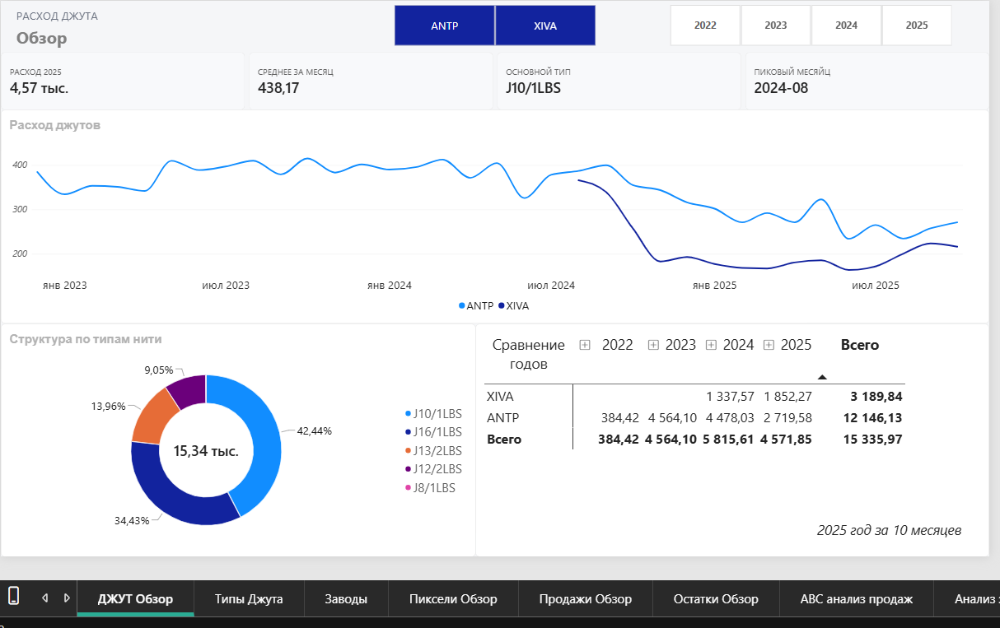 РАСХОД ДЖУТА
Обзор
ANTP XIVA
2022 2023 2024 2025
РАСХОД 2025
4,57 тыс.
СРЕДНЕЕ ЗА МЕСЯЦ
438,17
ОСНОВНОЙ ТИП
J10/1LBS
ПИКОВЫЙ МЕСЯЙЦ
2024-08
Расход джутов
400
300
200
янв 2023 июл 2023 янв 2024 июл 2024 янв 2025 июл 2025
ANTP XIVA
Структура по типам нити
9,05%
13,96%
42,44%
34,43%
15,34 тыс.
J10/1LBS
J16/1LBS
J13/2LBS
J12/2LBS
J8/1LBS
Сравнение годов 2022 2023 2024 2025 Всего
XIVA 1 337,57 1 852,27 3 189,84
ANTP 384,42 4 564,10 4 478,03 2 719,58 12 146,13
Всего 384,42 4 564,10 5 815,61 4 571,85 15 335,97
2025 год за 10 месяцев
ДЖУТ Обзор Типы Джута Заводы Пиксели Обзор Продажи Обзор Остатки Обзор ABC анализ продаж Анализ